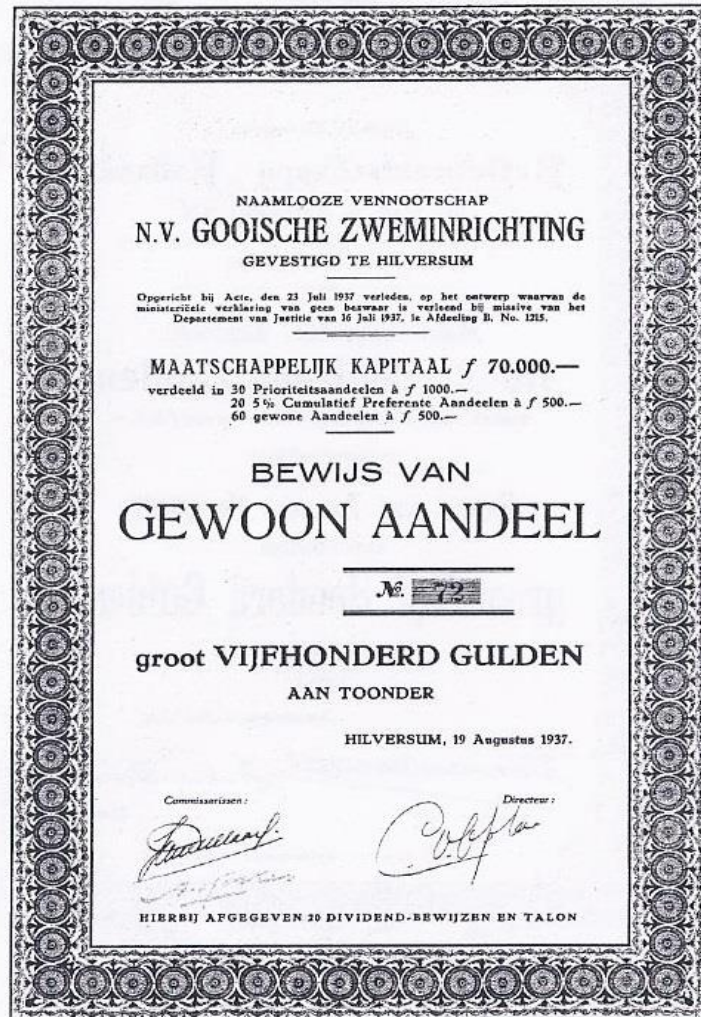 NAAMLOOZE VENNOOTSCHAP
N.V. GOOISCHE ZWEMINRICHTING
GEVESTIGD TE HILVERSUM
Opgericht bij Acte, den 23 Juli 1937 verleden, op het ontwerp waarvan de
ministerieële verklaring van geen bezwaar is verleend bij missive van het
Departement van Justitie van 16 Juli 1937, 1e Afdeeling B, No. 1215.
MAATSCHAPPELIJK KAPITAAL ƒ 70.000.—
verdeeld in 30 Prioriteitsaandeelen à ƒ 1000.—
20 5% Cumulatief Preferente Aandeelen à ƒ 500.—
60 gewone Aandeelen à ƒ 500.—
BEWIJS VAN
GEWOON AANDEEL
No. 72
groot VIJFHONDERD GULDEN
AAN TOONDER
HILVERSUM, 19 Augustus 1937.
Commissarissen: Directeur:
HIERBIJ AFGEGEVEN 20 DIVIDEND-BEWIJZEN EN TALON